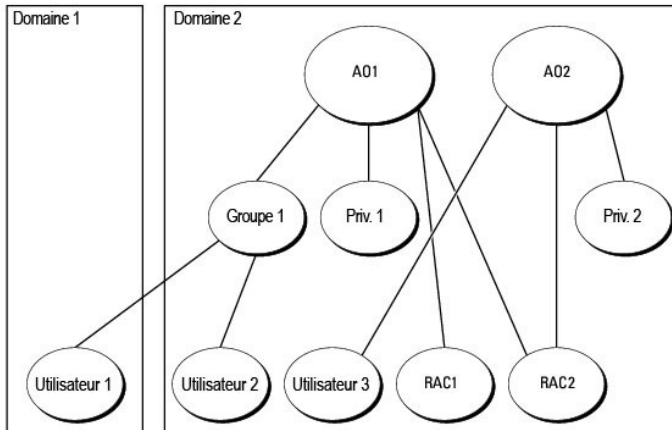 Domaine 1
Domaine 2
AO1
AO2
Groupe 1
Priv. 1
Priv. 2
Utilisateur 1
Utilisateur 2
Utilisateur 3
RAC1
RAC2